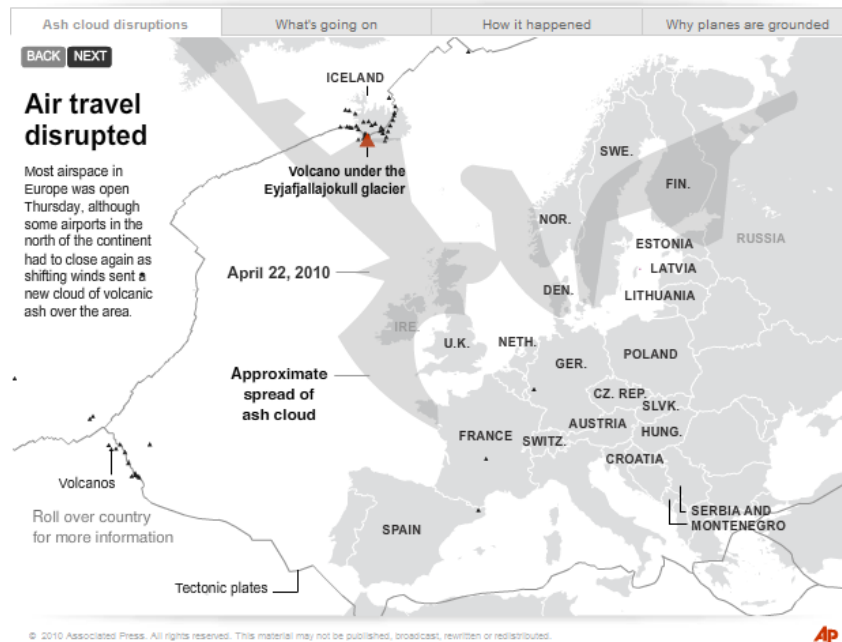 Ash cloud disruptions
What's going on
How it happened
Why planes are grounded
BACK NEXT
Air travel
disrupted
Most airspace in
Europe was open
Thursday, although
some airports in the
north of the continent
had to close again as
shifting winds sent a
new cloud of volcanic
ash over the area.
ICELAND
Volcano under the
Eyjafjallajokull glacier
SWE.
FIN.
NOR.
RUSSIA
ESTONIA
April 22, 2010
LATVIA
DEN.
LITHUANIA
IRE.
U.K.
NETH.
POLAND
GER.
Approximate
spread of
ash cloud
CZ. REP.
SLVK.
AUSTRIA
FRANCE
SWITZ.
HUNG.
CROATIA
Volcanos
SERBIA AND
MONTENEGRO
Roll over country
for more information
SPAIN
Tectonic plates
© 2010 Associated Press. All rights reserved. This material may not be published, broadcast, rewritten or redistributed.
AP